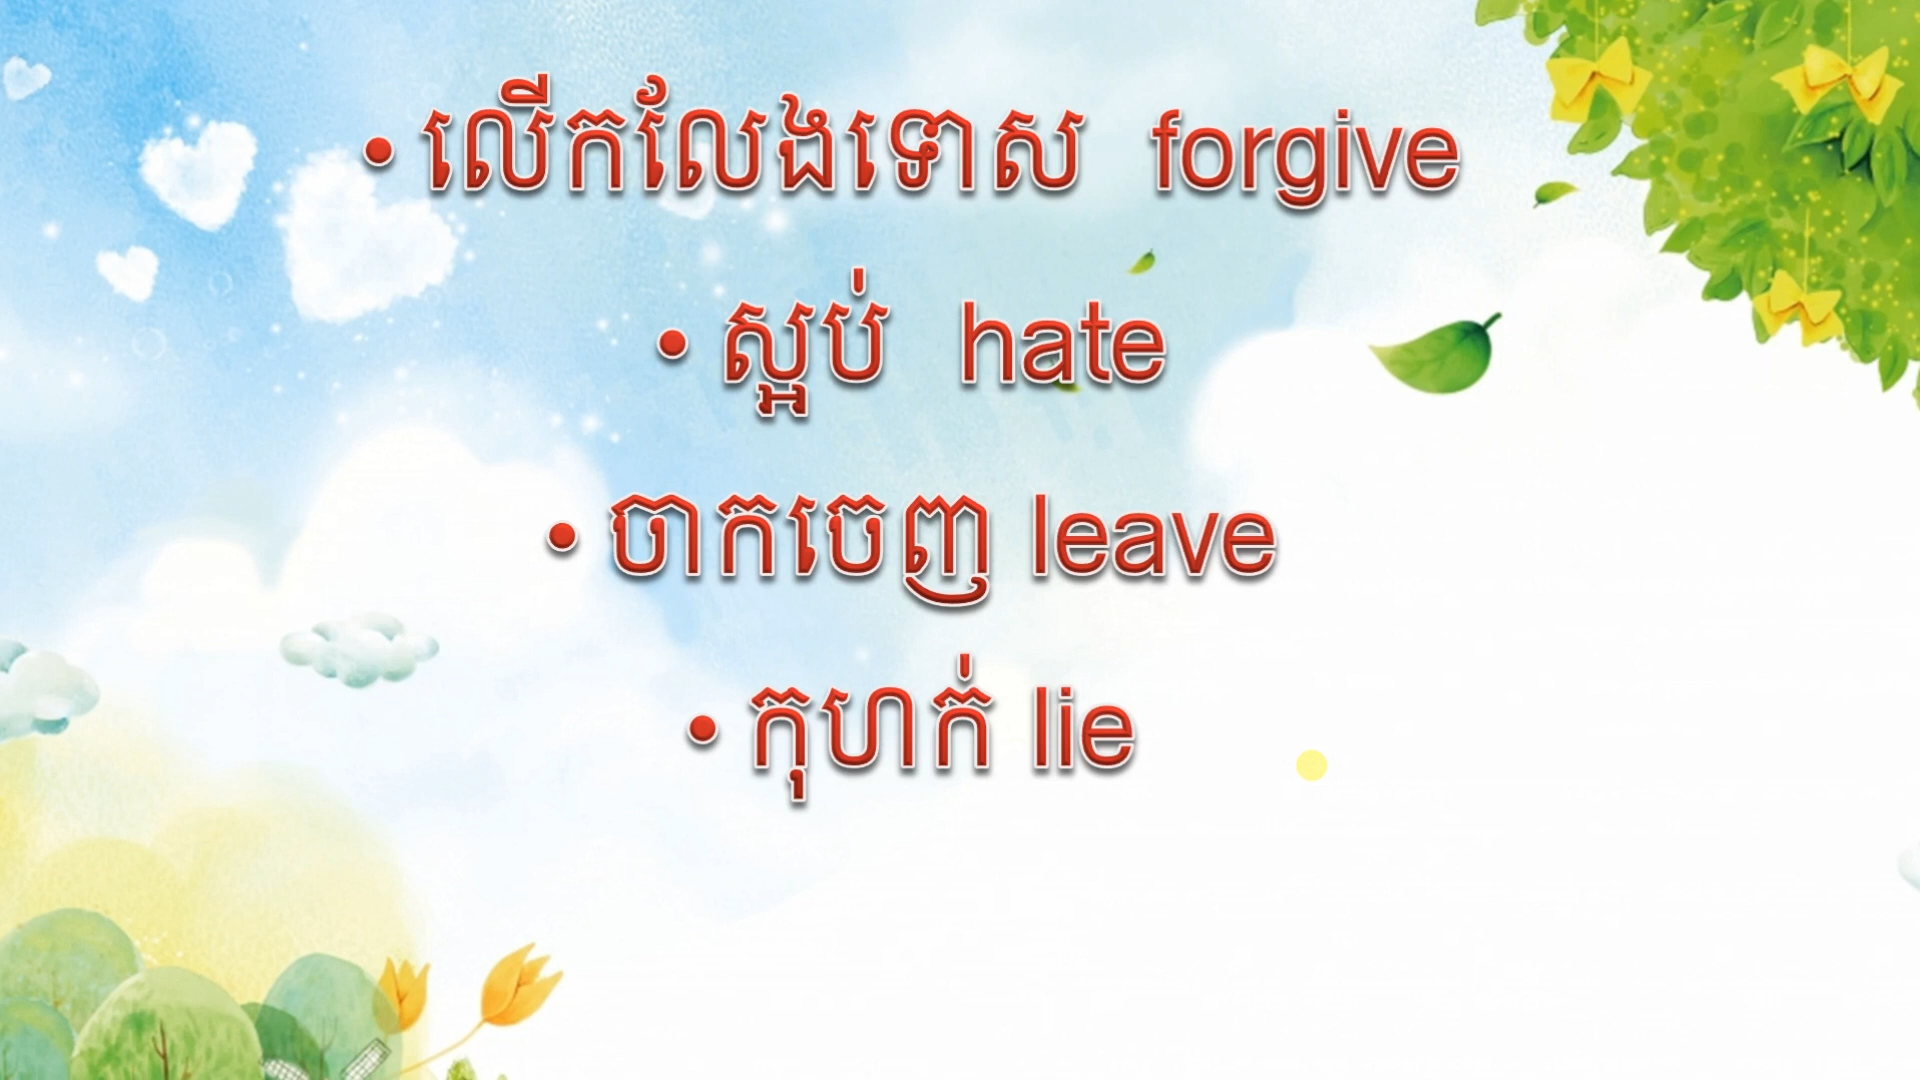 • លើកលែងទោស forgive
• ស្អប់ hate
• ចាកចេញ leave
• កុហក់ lie